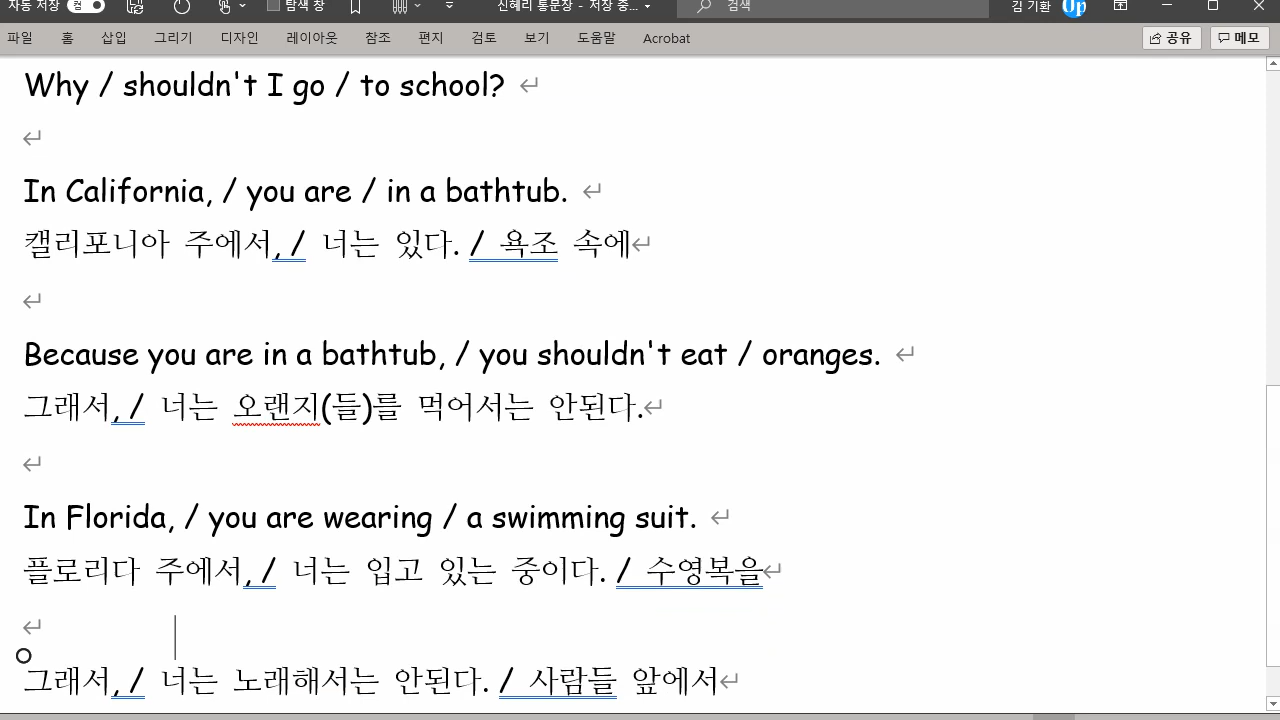 자동 저장 켬 탐색 창 신혜리 통문장 - 저장 중... 검색 김 기환 Op
파일 홈 삽입 그리기 디자인 레이아웃 참조 편지 검토 보기 도움말 Acrobat 공유 메모
Why / shouldn't I go / to school?
In California, / you are / in a bathtub.
캘리포니아 주에서, / 너는 있다. / 욕조 속에
Because you are in a bathtub, / you shouldn't eat / oranges.
그래서, / 너는 오랜지(들)를 먹어서는 안된다.
In Florida, / you are wearing / a swimming suit.
플로리다 주에서, / 너는 입고 있는 중이다. / 수영복을
그래서, / 너는 노래해서는 안된다. / 사람들 앞에서